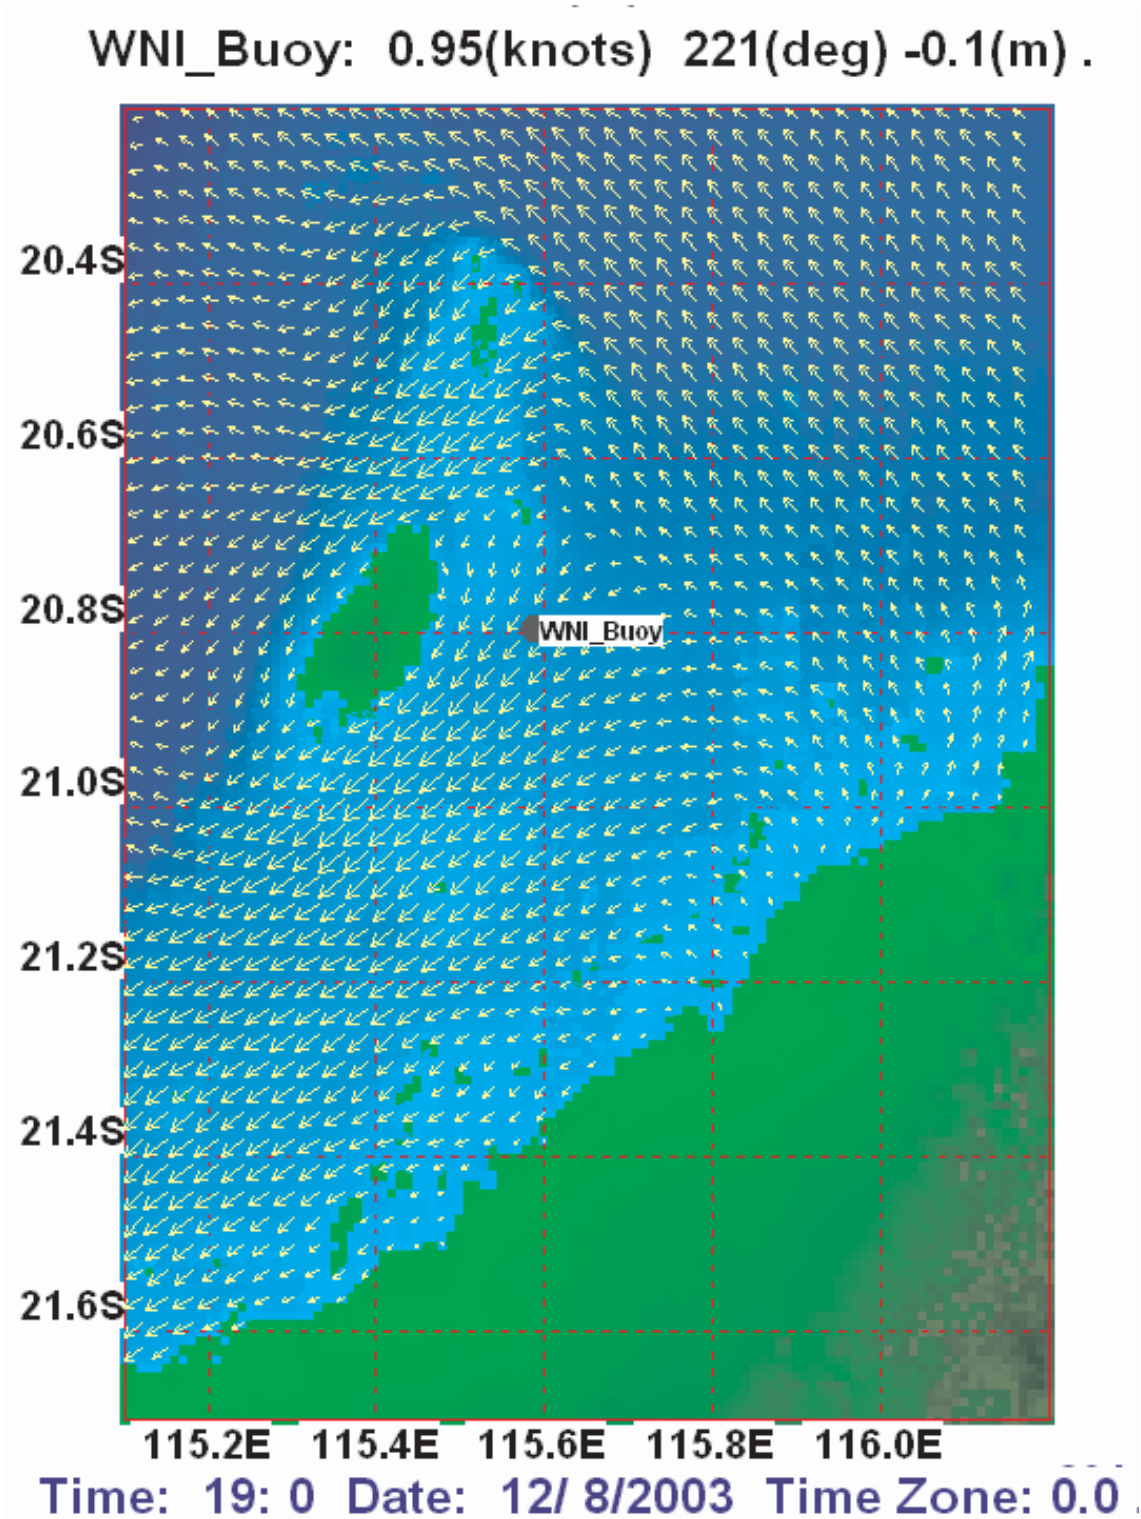 WNI_Buoy: 0.95(knots) 221(deg) -0.1(m) .
20.4S
20.6S
20.8S
WNI_Buoy
21.0S
21.2S
21.4S
21.6S
115.2E 115.4E 115.6E 115.8E 116.0E
Time: 19: 0 Date: 12/ 8/2003 Time Zone: 0.0 .